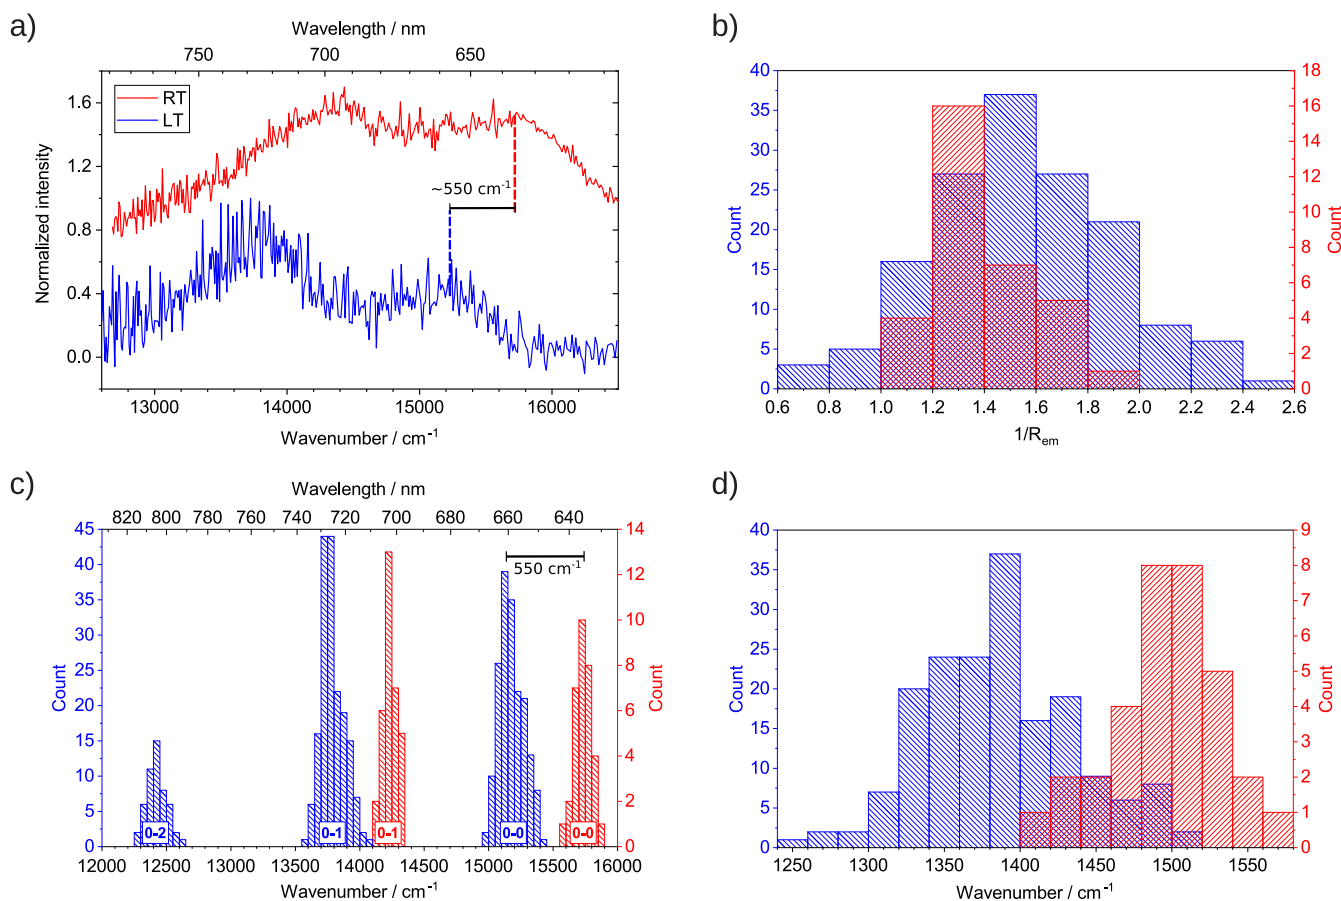 a)
Wavelength / nm
750 700 650
RT
LT
Normalized intensity
1.6
1.2
0.8
0.4
0.0
~550 cm-1
13000 14000 15000 16000
Wavenumber / cm-1
b)
Count
40
35
30
25
20
15
10
5
0
18
16
14
12
10
8
6
4
2
0
Count
0.6 0.8 1.0 1.2 1.4 1.6 1.8 2.0 2.2 2.4 2.6
1/Rem
c)
Wavelength / nm
820 800 780 760 740 720 700 680 660 640
Count
45
40
35
30
25
20
15
10
5
0
550 cm-1
0-2 0-1 0-1 0-0 0-0
14
12
10
8
6
4
2
0
Count
12000 13000 14000 15000 16000
Wavenumber / cm-1
d)
Count
40
35
30
25
20
15
10
5
0
9
8
7
6
5
4
3
2
1
0
Count
1250 1300 1350 1400 1450 1500 1550
Wavenumber / cm-1